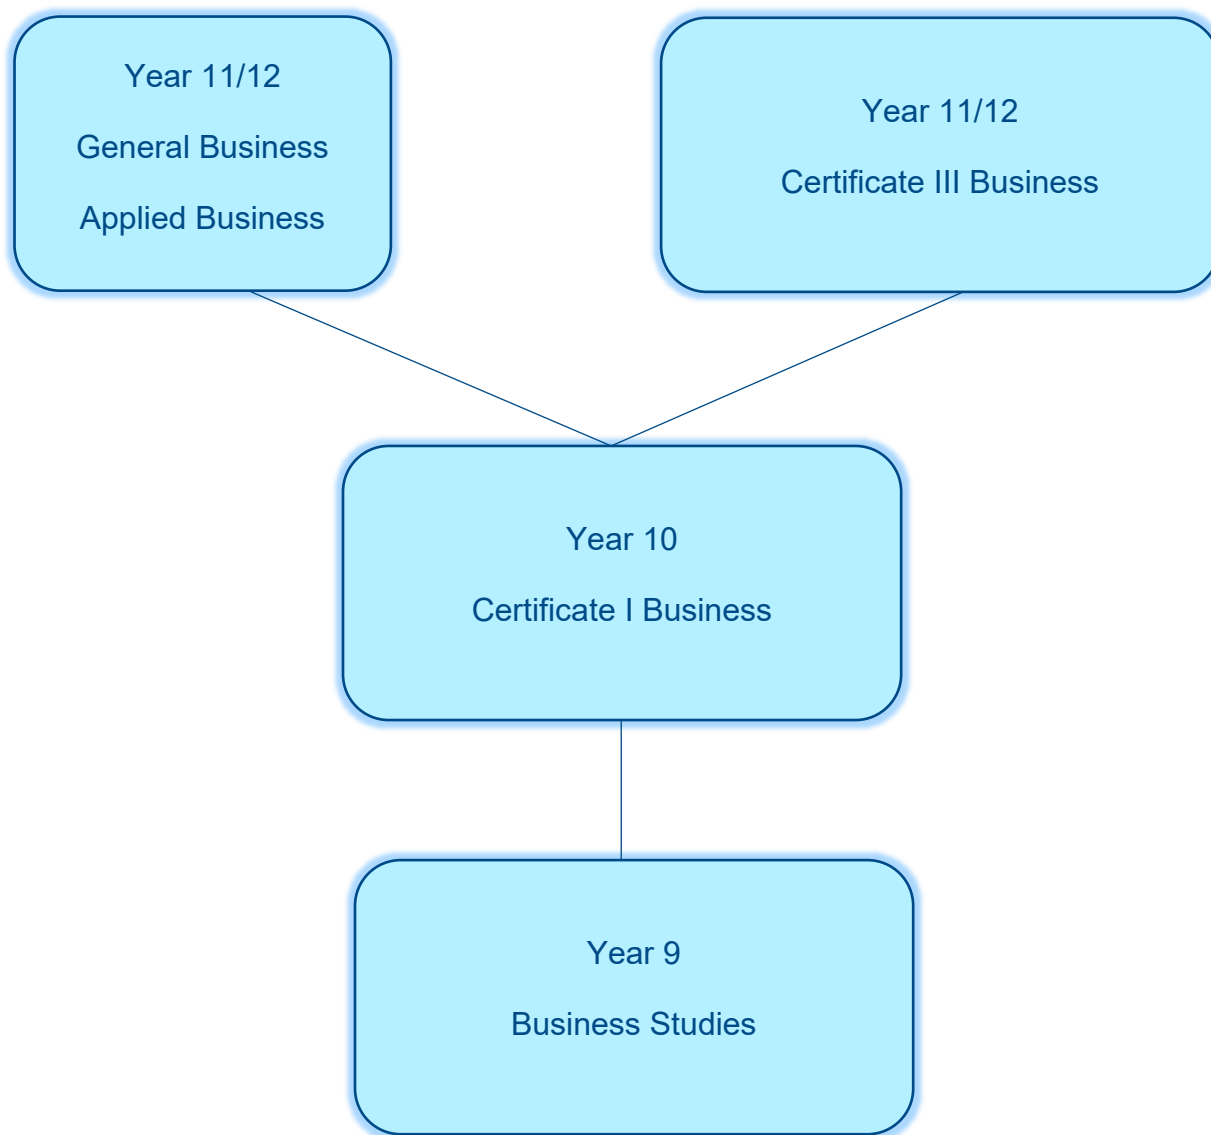 Year 11/12
General Business
Applied Business
Year 11/12
Certificate III Business
Year 10
Certificate I Business
Year 9
Business Studies